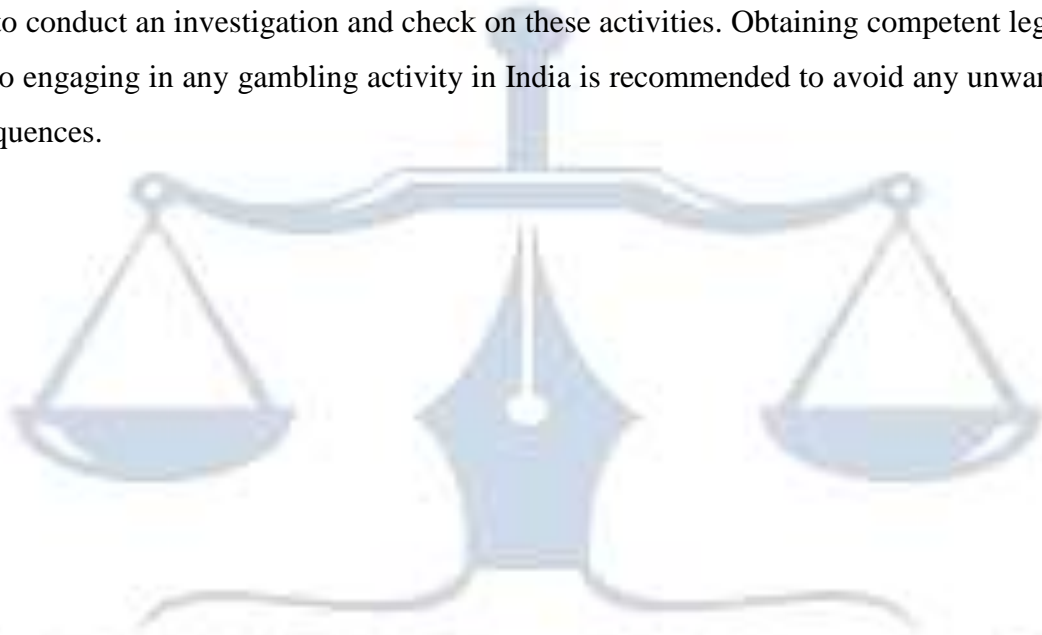 to conduct an investigation and check on these activities. Obtaining competent leg
o engaging in any gambling activity in India is recommended to avoid any unwar
quences.